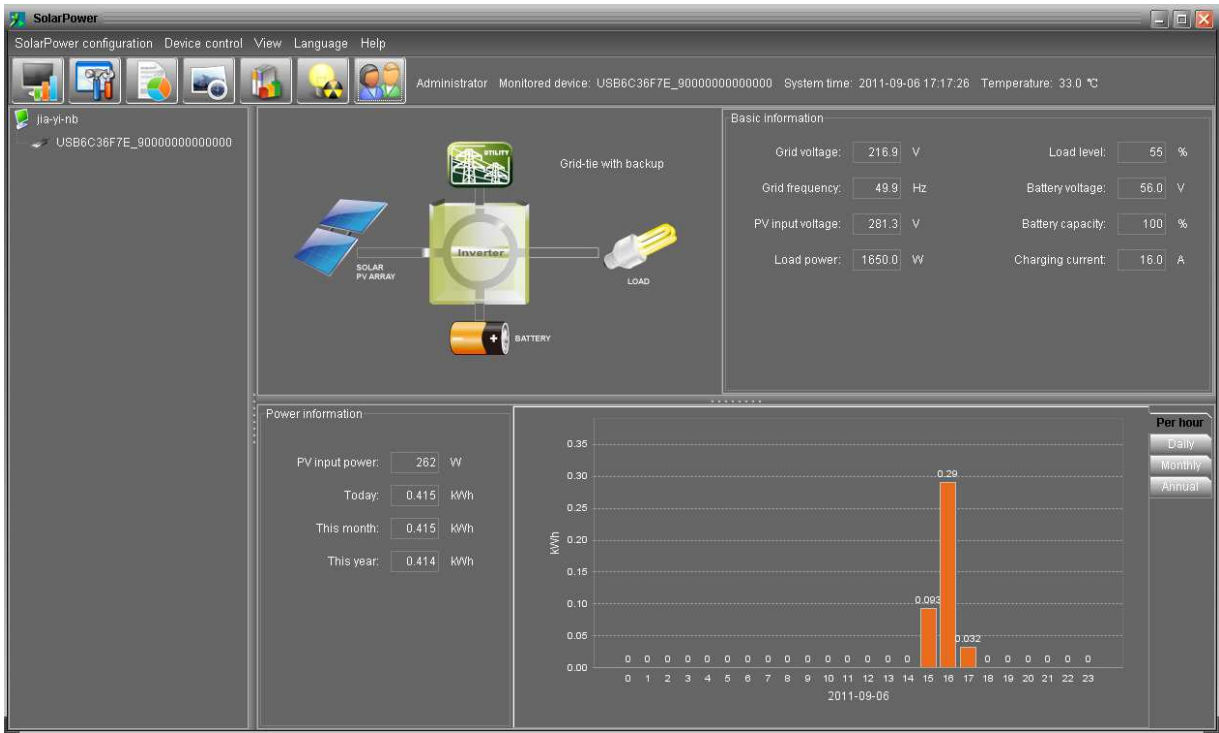 SolarPower
SolarPower configuration Device control View Language Help
Administrator Monitored device: USB6C36F7E_90000000000000 System time: 2011-09-06 17:17:26 Temperature: 33.0 ℃
jia-yi-nb
USB6C36F7E_90000000000000
UTILITY
Grid-tie with backup
Inverter
SOLAR
PV ARRAY
LOAD
BATTERY
Basic information
Grid voltage: 216.9 V Load level: 55 %
Grid frequency: 49.9 Hz Battery voltage: 56.0 V
PV input voltage: 281.3 V Battery capacity: 100 %
Load power: 1650.0 W Charging current: 16.0 A
Power information
PV input power: 262 W
Today: 0.415 kWh
This month: 0.415 kWh
This year: 0.414 kWh
kWh
0.35
0.30
0.25
0.20
0.15
0.10
0.05
0.00
0.29
0.093
0.032
0 0 0 0 0 0 0 0 0 0 0 0 0 0 0 0 0 0 0 0 0
0 1 2 3 4 5 6 7 8 9 10 11 12 13 14 15 16 17 18 19 20 21 22 23
2011-09-06
Per hour
Daily
Monthly
Annual